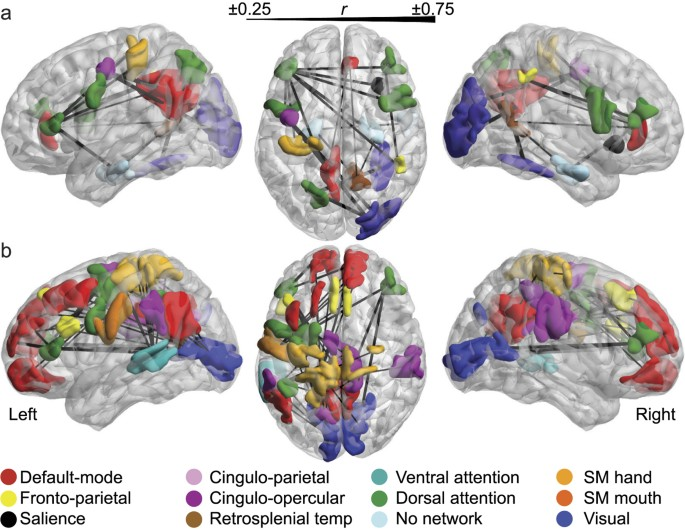 a
±0.25 r ±0.75
b
Left
Right
Default-mode
Cingulo-parietal
Ventral attention
SM hand
Fronto-parietal
Cingulo-opercular
Dorsal attention
SM mouth
Salience
Retrosplenial temp
No network
Visual